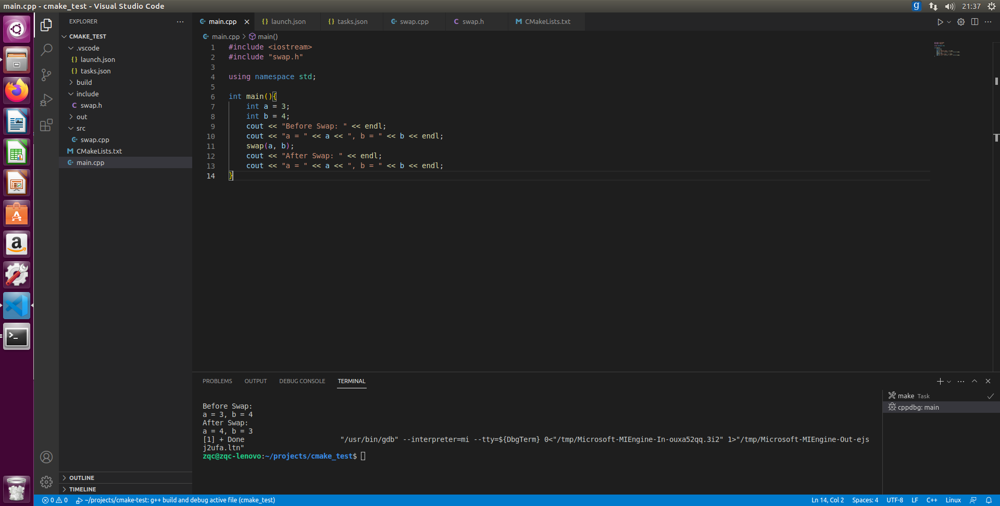 main.cpp - cmake_test - Visual Studio Code
21:37
EXPLORER
CMAKE_TEST
.vscode
launch.json
tasks.json
build
include
swap.h
out
src
swap.cpp
CMakeLists.txt
main.cpp
OUTLINE
TIMELINE
main.cpp launch.json tasks.json swap.cpp swap.h CMakeLists.txt
main.cpp > main()
1 #include <iostream>
2 #include "swap.h"
3
4 using namespace std;
5
6 int main(){
7     int a = 3;
8     int b = 4;
9     cout << "Before Swap: " << endl;
10     cout << "a = " << a << ", b = " << b << endl;
11     swap(a, b);
12     cout << "After Swap: " << endl;
13     cout << "a = " << a << ", b = " << b << endl;
14 }
PROBLEMS OUTPUT DEBUG CONSOLE TERMINAL
Before Swap:
a = 3, b = 4
After Swap:
a = 4, b = 3
[1] + Done                       "/usr/bin/gdb" --interpreter=mi --tty=${DbgTerm} 0<"/tmp/Microsoft-MIEngine-In-ouxa52qq.3i2" 1>"/tmp/Microsoft-MIEngine-Out-ejs
j2ufa.ltn"
zqc@zqc-lenovo:~/projects/cmake_test$
make Task
cppdbg: main
0 0 ~/projects/cmake-test: g++ build and debug active file (cmake_test)
Ln 14, Col 2 Spaces: 4 UTF-8 LF C++ Linux